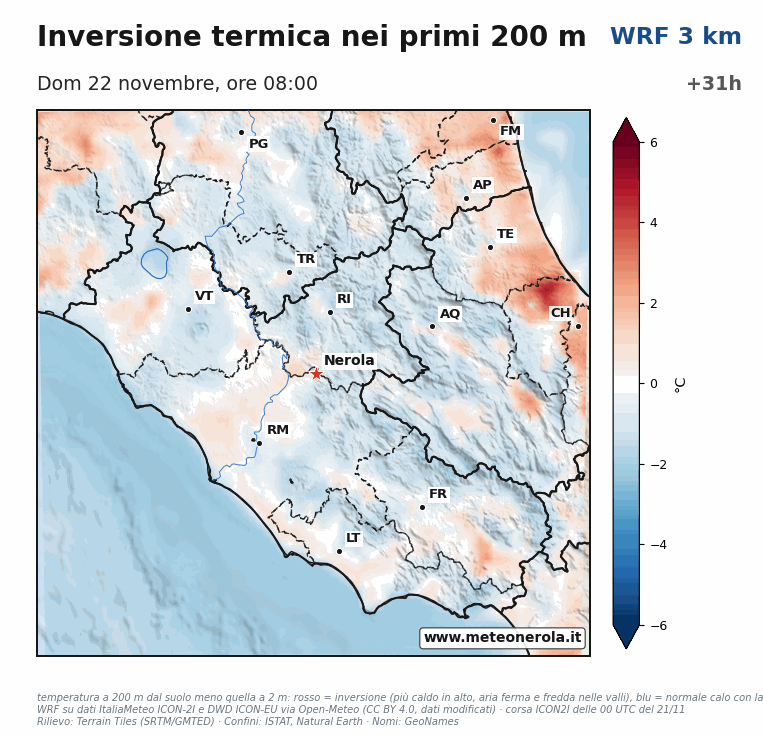 Inversione termica nei primi 200 m
WRF 3 km
Dom 22 novembre, ore 08:00
+31h
FM
PG
AP
TE
TR
VT
RI
AQ
CH
Nerola
RM
FR
LT
www.meteonerola.it
6
4
2
0
−2
−4
−6
°C
temperatura a 200 m dal suolo meno quella a 2 m: rosso = inversione (più caldo in alto, aria ferma e fredda nelle valli), blu = normale calo con la
WRF su dati ItaliaMeteo ICON-2I e DWD ICON-EU via Open-Meteo (CC BY 4.0, dati modificati) · corsa ICON2I delle 00 UTC del 21/11
Rilievo: Terrain Tiles (SRTM/GMTED) · Confini: ISTAT, Natural Earth · Nomi: GeoNames